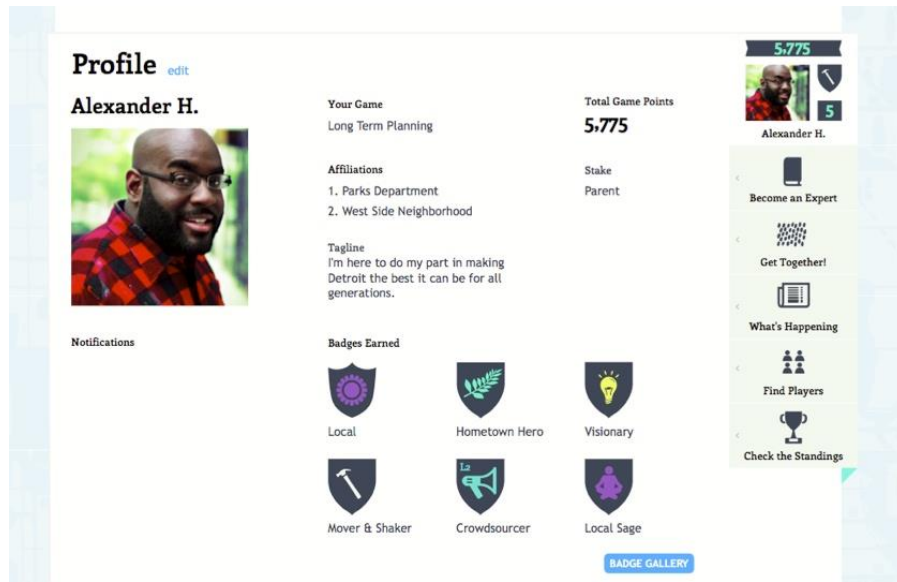 Profile edit
Alexander H.
Your Game
Long Term Planning
Total Game Points
5,775
Affiliations
1. Parks Department
2. West Side Neighborhood
Stake
Parent
Tagline
I'm here to do my part in making
Detroit the best it can be for all
generations.
Notifications
Badges Earned
Local
Hometown Hero
Visionary
L2
Mover & Shaker
Crowdsourcer
Local Sage
BADGE GALLERY
5,775
5
Alexander H.
Become an Expert
Get Together!
What's Happening
Find Players
Check the Standings